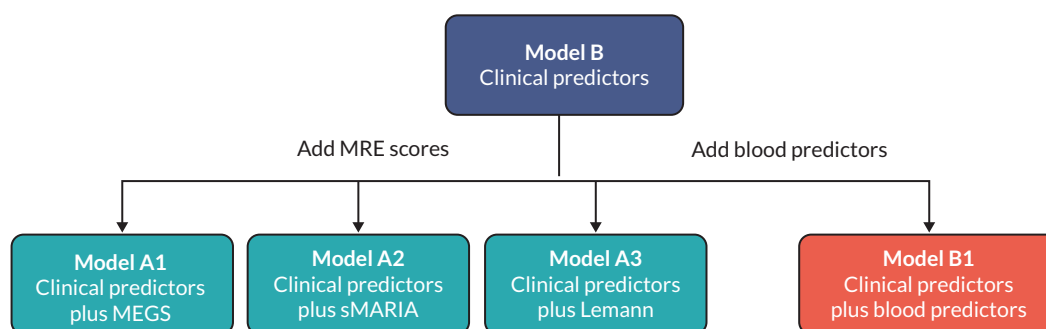 Model B
Clinical predictors
Add MRE scores
Add blood predictors
Model A1
Clinical predictors
plus MEGS
Model A2
Clinical predictors
plus sMARIA
Model A3
Clinical predictors
plus Lemann
Model B1
Clinical predictors
plus blood predictors